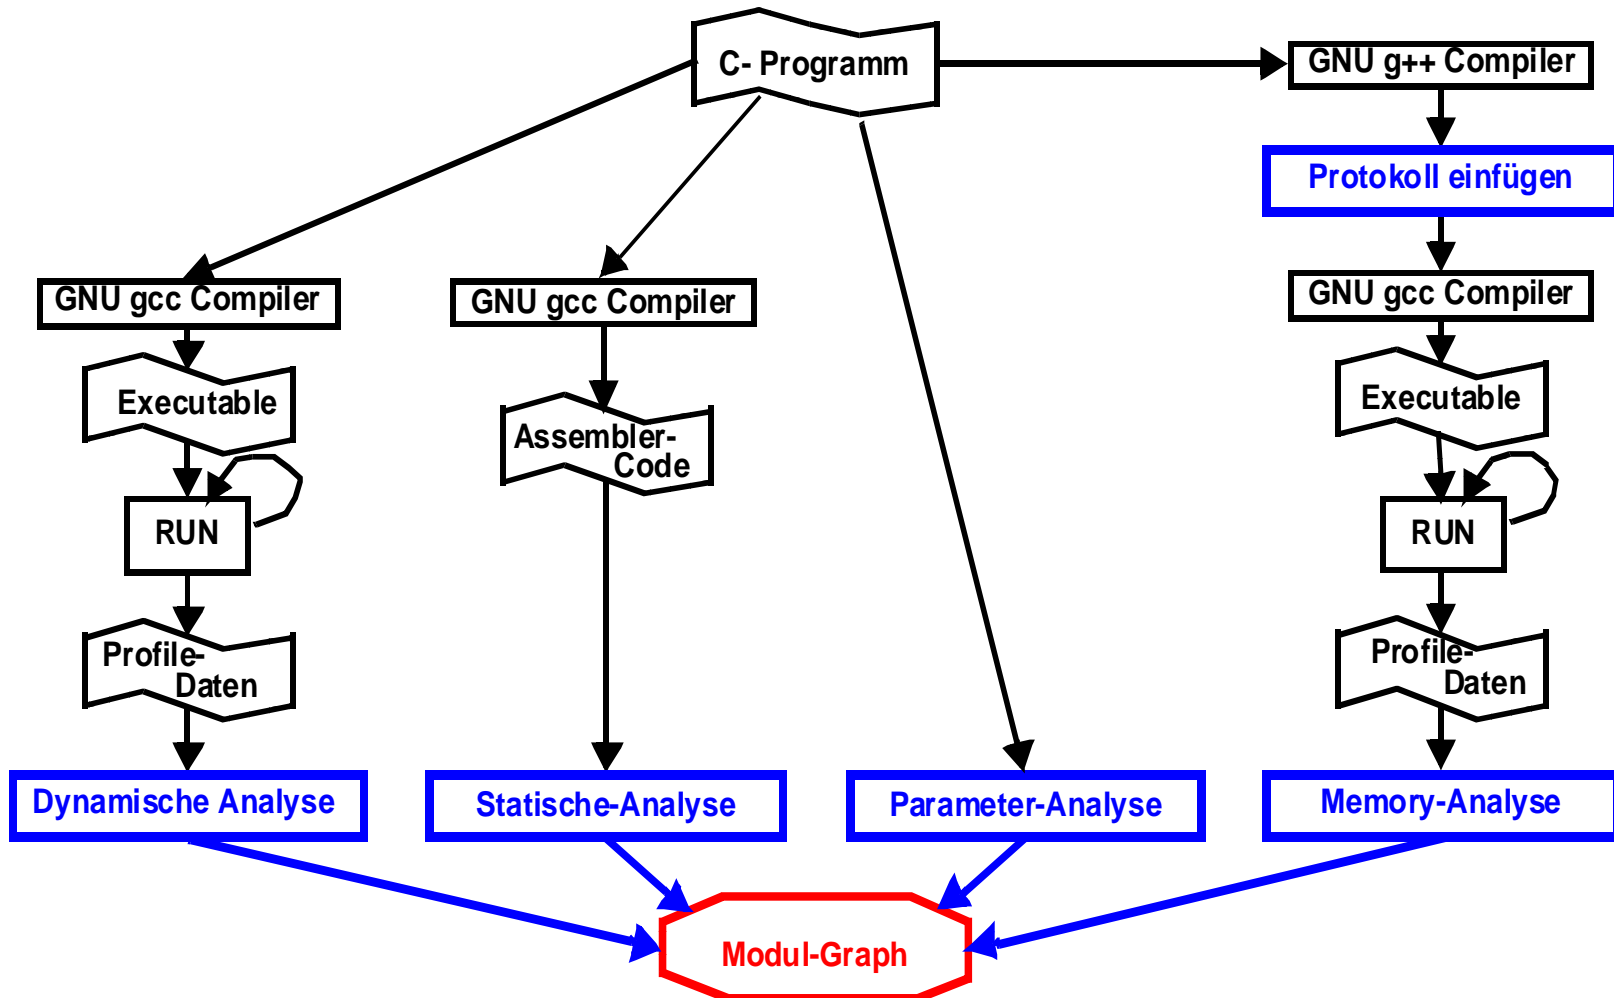 C- Programm
GNU g++ Compiler
Protokoll einfügen
GNU gcc Compiler
GNU gcc Compiler
GNU gcc Compiler
Executable
Assembler-
Code
Executable
RUN
RUN
Profile-
Daten
Profile-
Daten
Dynamische Analyse
Statische-Analyse
Parameter-Analyse
Memory-Analyse
Modul-Graph